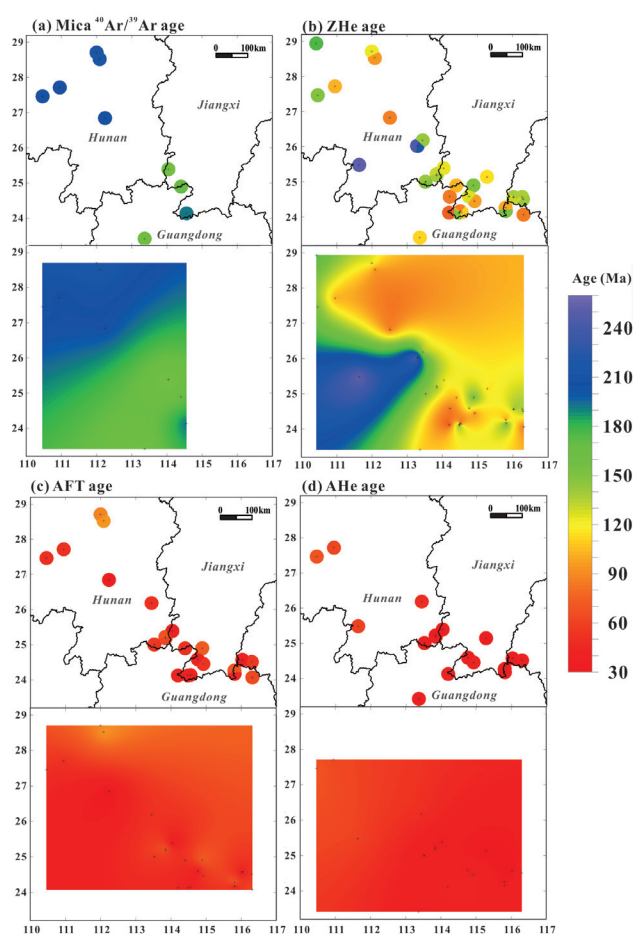 (a) Mica ⁴⁰Ar/³⁹Ar age
29
28
27
26
25
24
0 100km
Jiangxi
Hunan
Guangdong
29
28
27
26
25
24
110 111 112 113 114 115 116 117
(b) ZHe age
29
28
27
26
25
24
0 100km
Jiangxi
Hunan
Guangdong
29
28
27
26
25
24
110 111 112 113 114 115 116 117
Age (Ma)
240
210
180
150
120
90
60
30
(c) AFT age
29
28
27
26
25
24
0 100km
Jiangxi
Hunan
Guangdong
29
28
27
26
25
24
110 111 112 113 114 115 116 117
(d) AHe age
29
28
27
26
25
24
0 100km
Jiangxi
Hunan
Guangdong
29
28
27
26
25
24
110 111 112 113 114 115 116 117